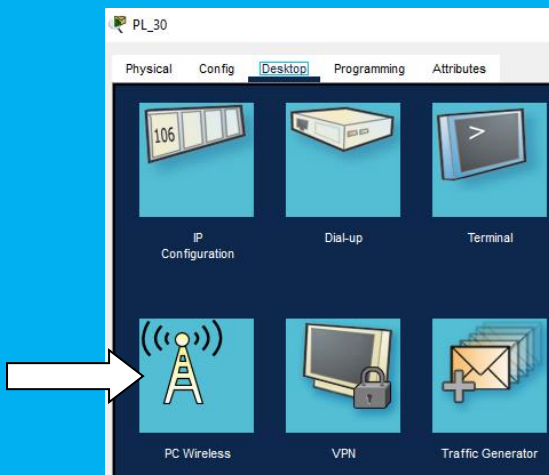 PL_30
Physical Config Desktop Programming Attributes
106
>
IP
Configuration
Dial-up
Terminal
PC Wireless
VPN
Traffic Generator